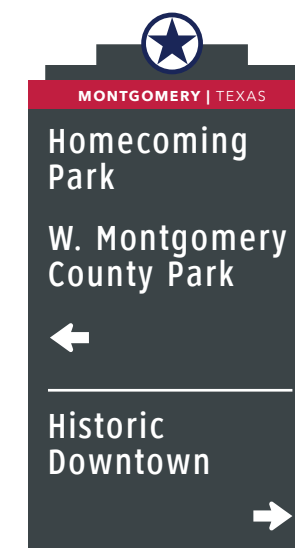 MONTGOMERY | TEXAS
Homecoming
Park
W. Montgomery
County Park
Historic
Downtown